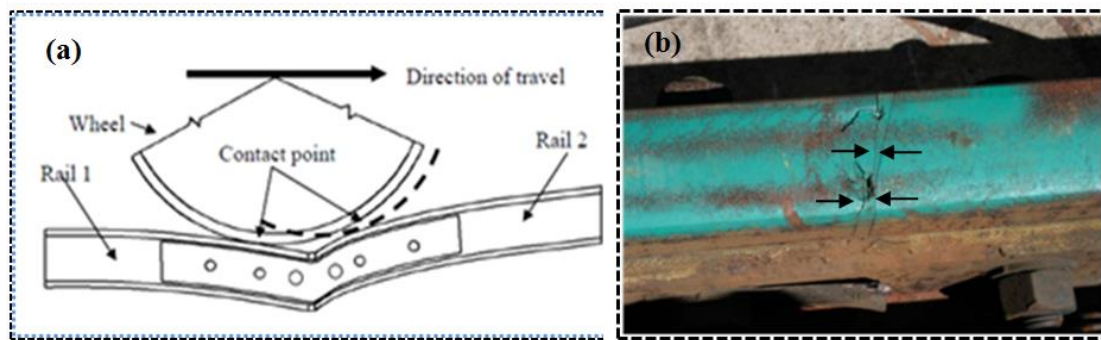 (a)
Direction of travel
Wheel
Contact point
Rail 2
Rail 1
(b)